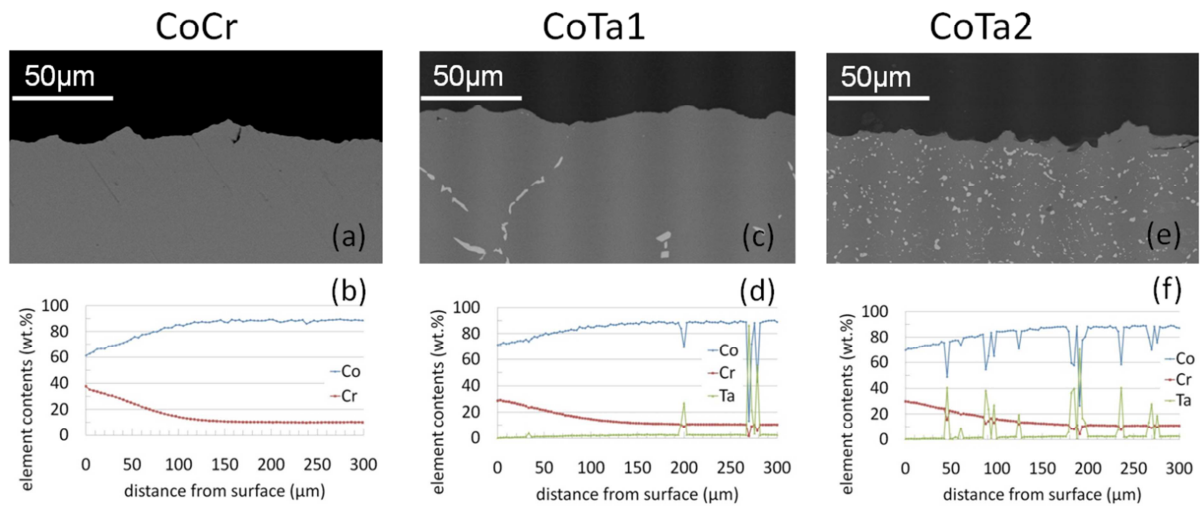 CoCr
CoTa1
CoTa2
50µm
50µm
50µm
(a)
(c)
(e)
(b)
(d)
(f)
element contents (wt.%)
100
80
60
40
20
0
Co
Cr
0 50 100 150 200 250 300
distance from surface (µm)
element contents (wt.%)
100
80
60
40
20
0
Co
Cr
Ta
0 50 100 150 200 250 300
distance from surface (µm)
element contents (wt.%)
100
80
60
40
20
0
Co
Cr
Ta
0 50 100 150 200 250 300
distance from surface (µm)